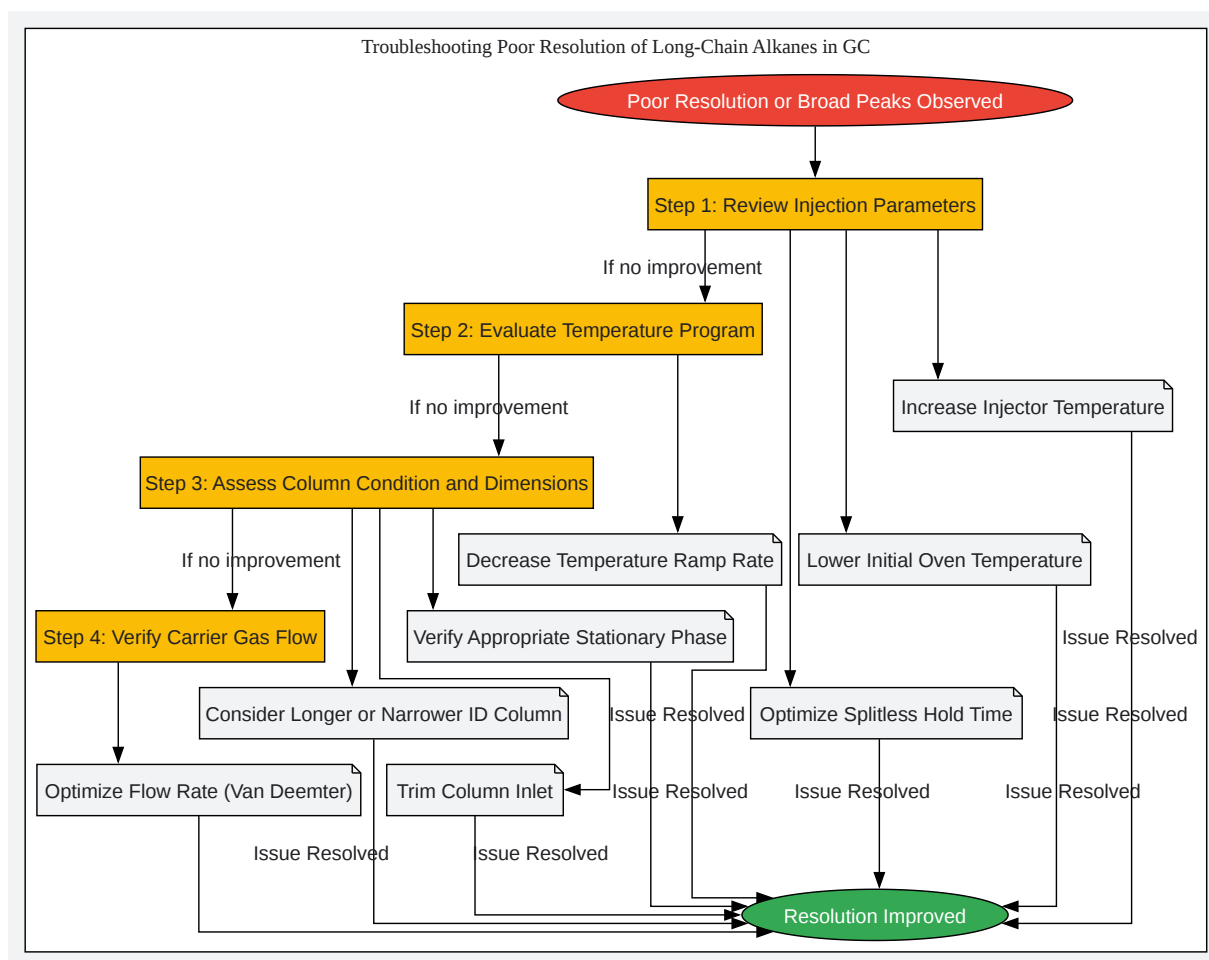 Troubleshooting Poor Resolution of Long-Chain Alkanes in GC
Poor Resolution or Broad Peaks Observed
Step 1: Review Injection Parameters
If no improvement
Step 2: Evaluate Temperature Program
Increase Injector Temperature
If no improvement
Step 3: Assess Column Condition and Dimensions
If no improvement
Decrease Temperature Ramp Rate
Lower Initial Oven Temperature
Step 4: Verify Carrier Gas Flow
Verify Appropriate Stationary Phase
Issue Resolved
Consider Longer or Narrower ID Column
Issue Resolved
Optimize Splitless Hold Time
Issue Resolved
Optimize Flow Rate (Van Deemter)
Trim Column Inlet
Issue Resolved
Issue Resolved
Issue Resolved
Issue Resolved
Issue Resolved
Resolution Improved